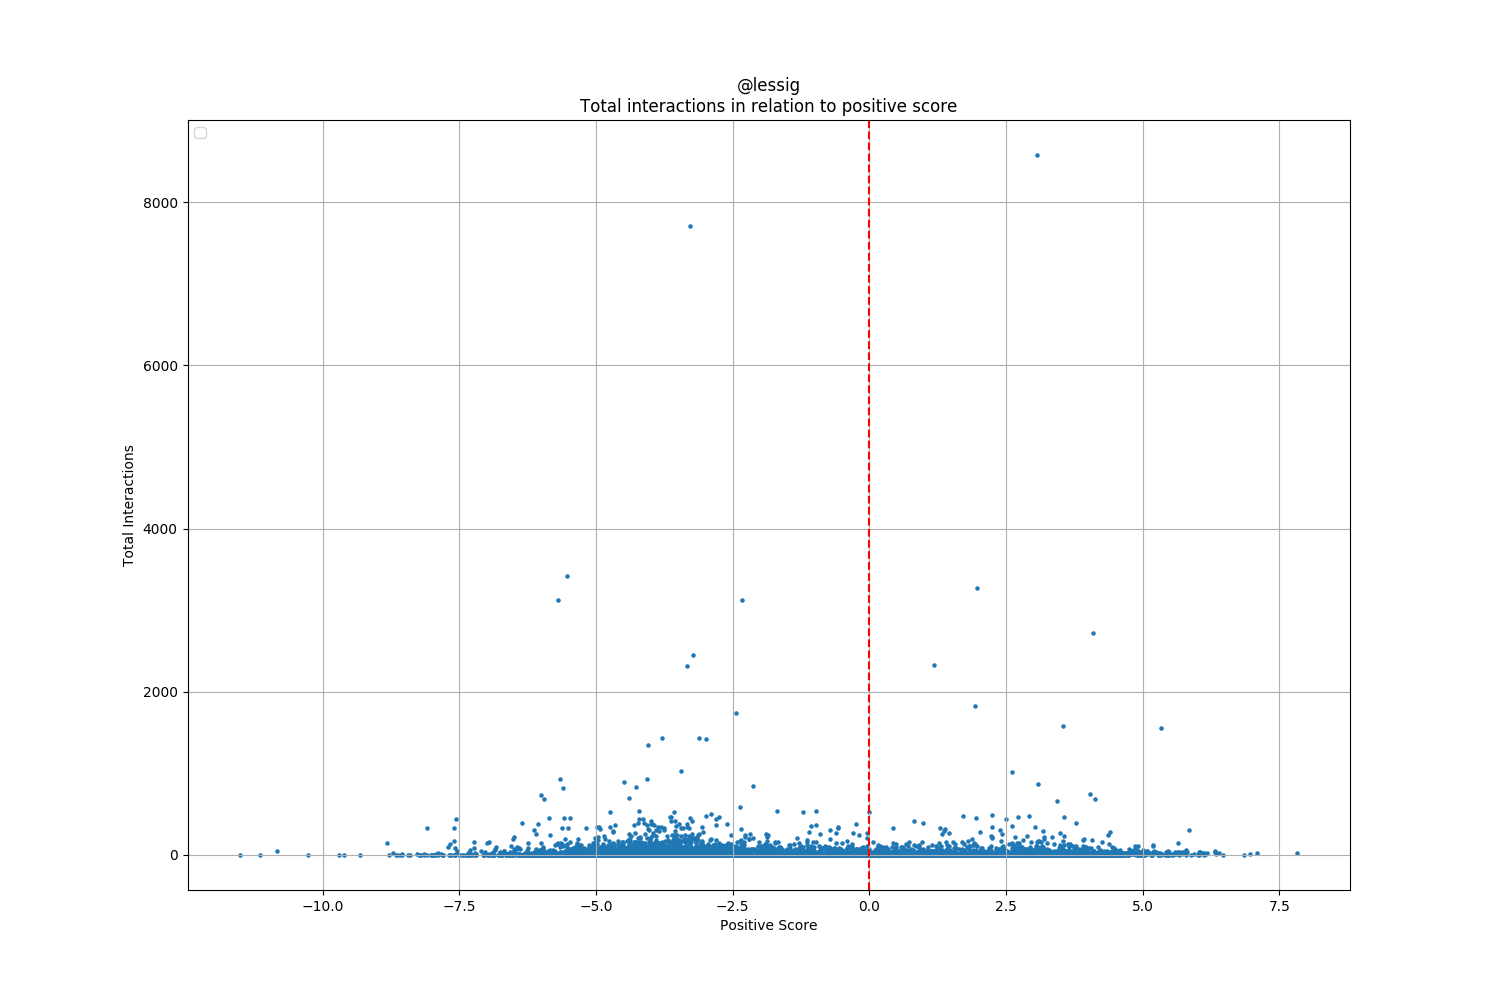 @lessig
Total interactions in relation to positive score
8000
6000
4000
2000
0
Total Interactions
−10.0 −7.5 −5.0 −2.5 0.0 2.5 5.0 7.5
Positive Score